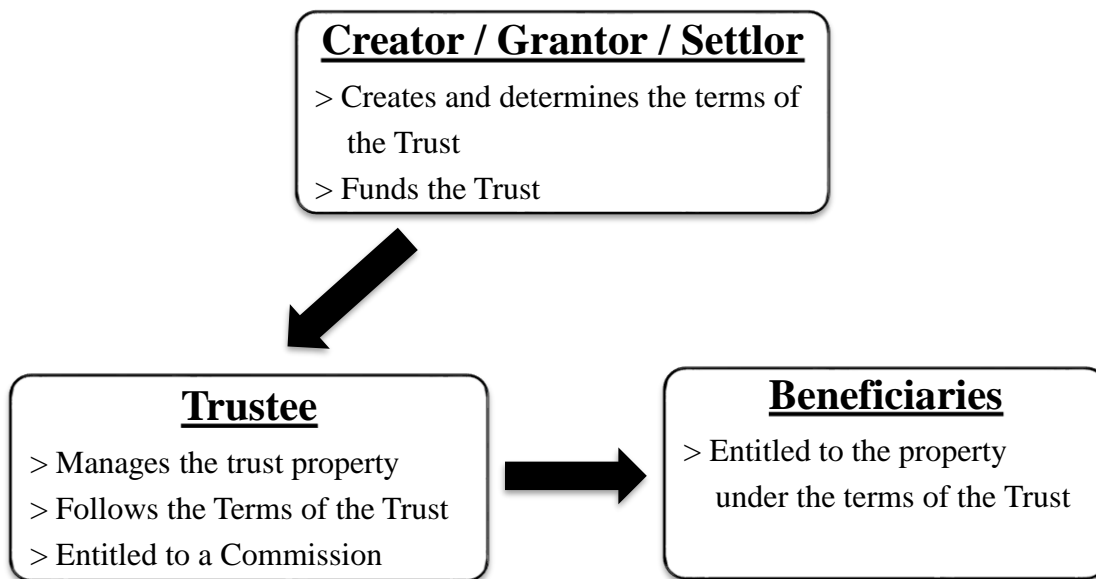 Creator / Grantor / Settlor
> Creates and determines the terms of
the Trust
> Funds the Trust
Trustee
> Manages the trust property
> Follows the Terms of the Trust
> Entitled to a Commission
Beneficiaries
> Entitled to the property
under the terms of the Trust